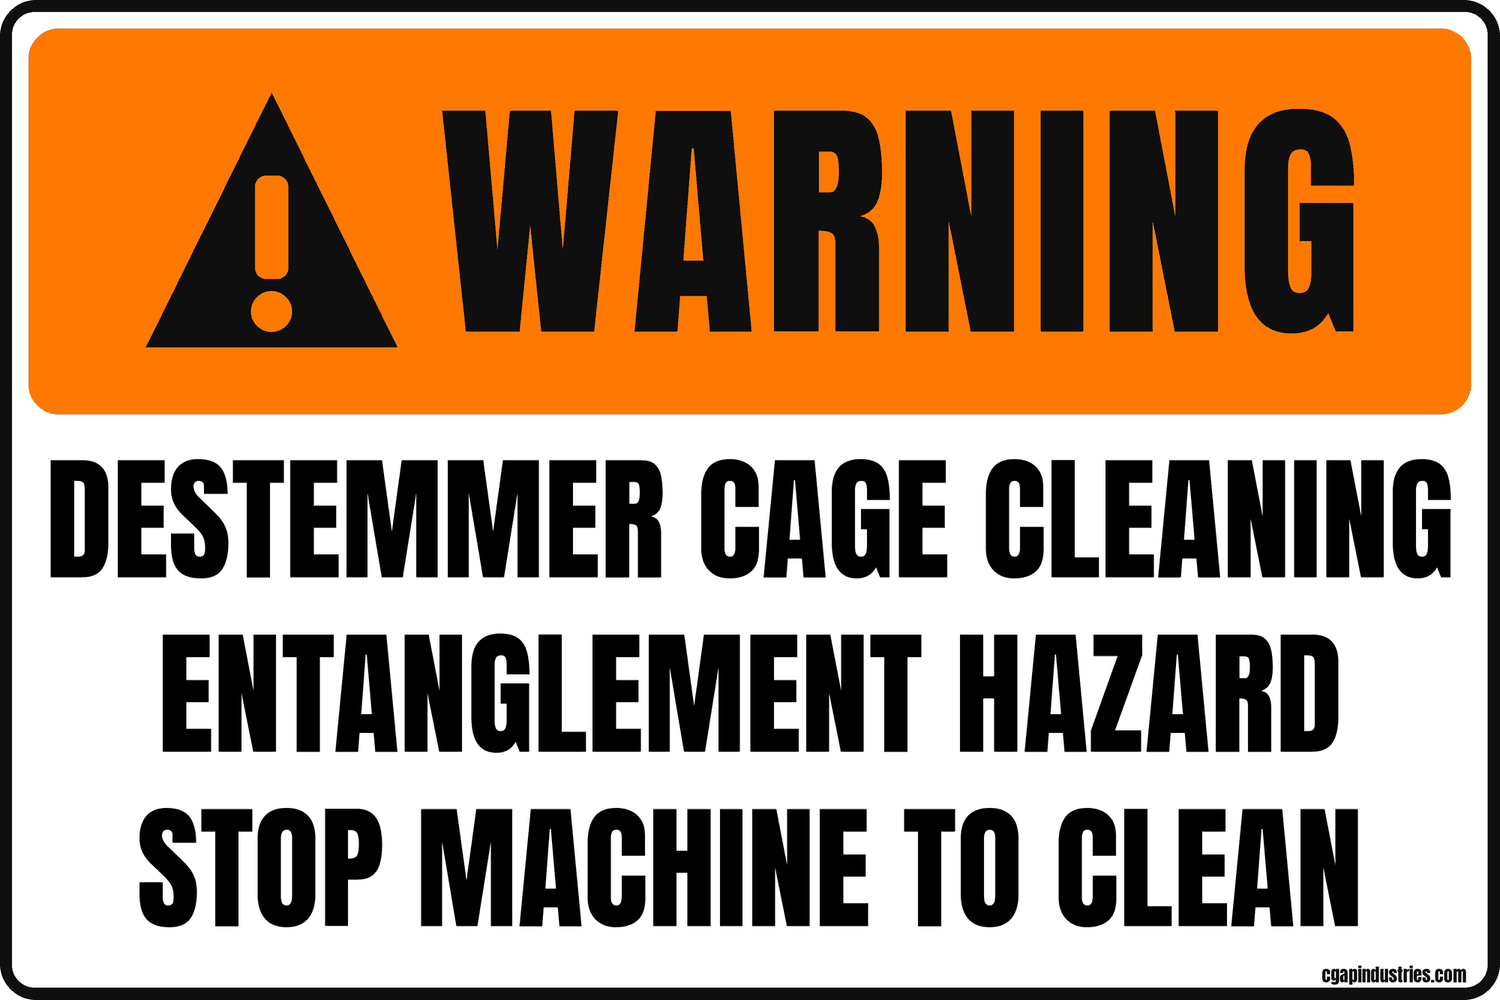 WARNING
DESTEMMER CAGE CLEANING
ENTANGLEMENT HAZARD
STOP MACHINE TO CLEAN
cgapindustries.com